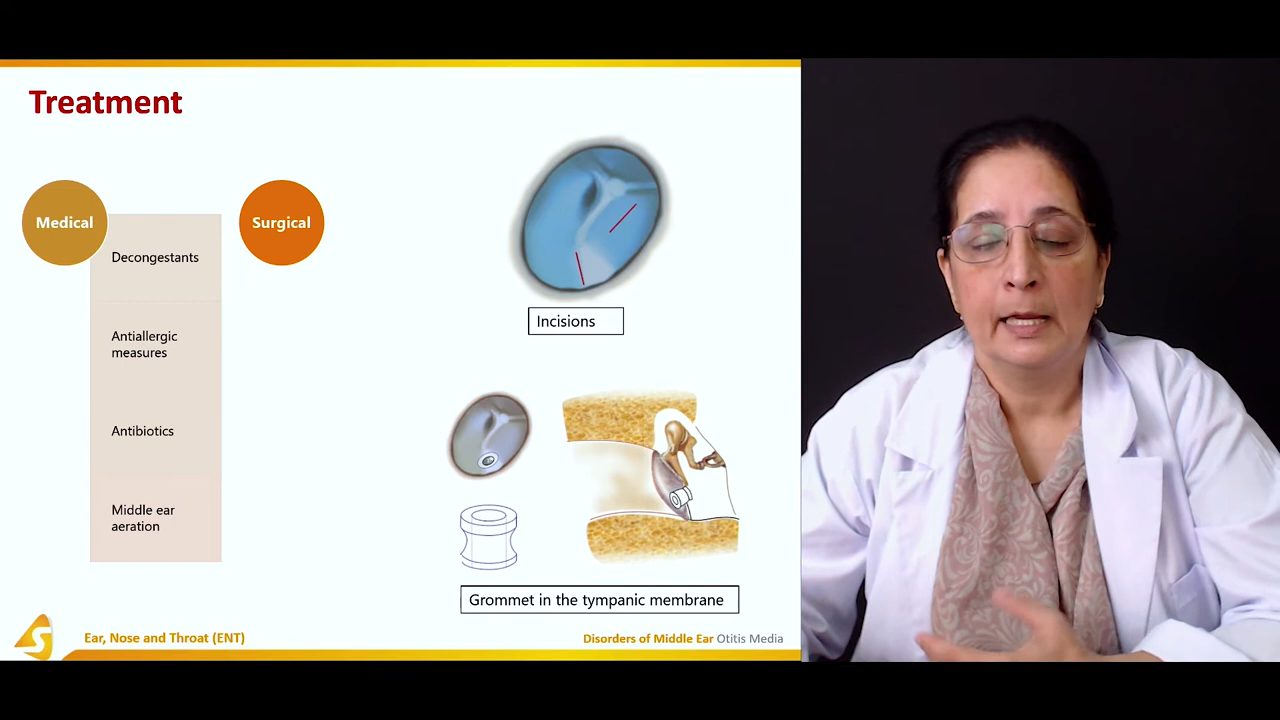 Treatment
Medical
Surgical
Decongestants
Antiallergic
measures
Antibiotics
Middle ear
aeration
Incisions
Grommet in the tympanic membrane
Ear, Nose and Throat (ENT)
Disorders of Middle Ear Otitis Media